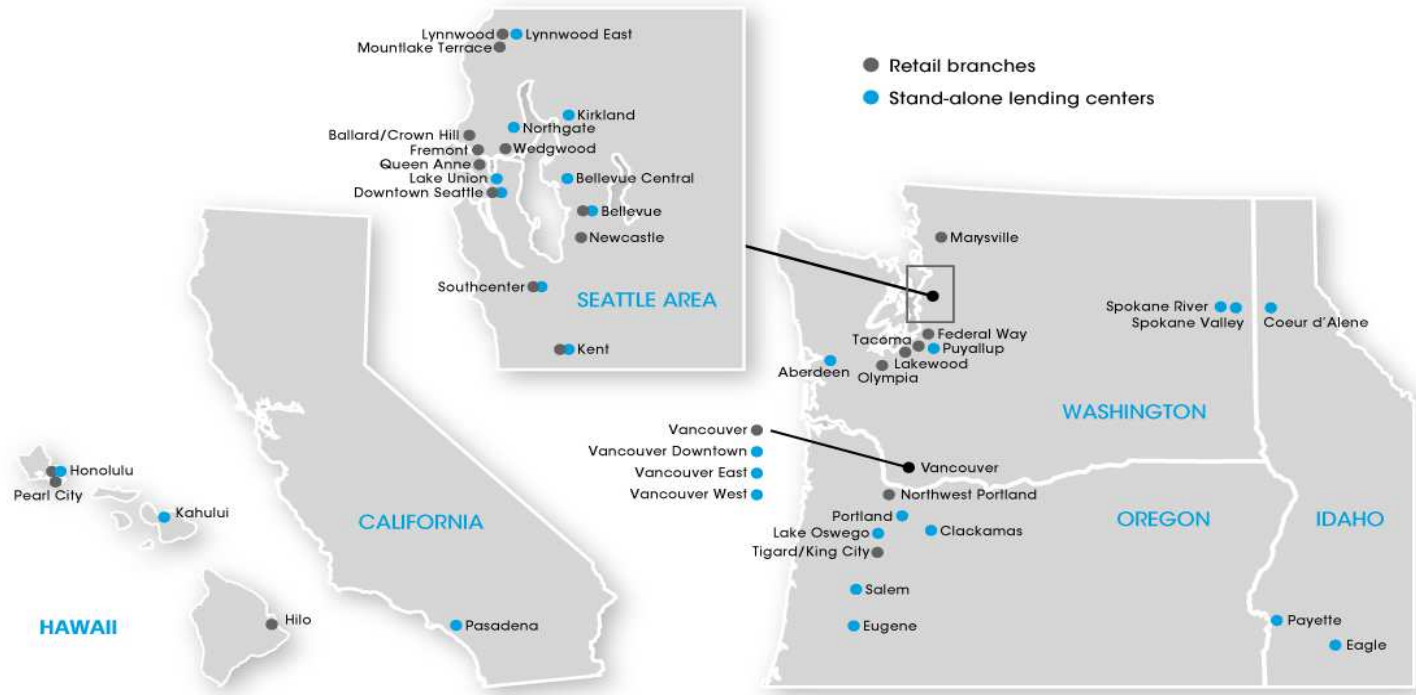 Lynnwood
Lynnwood East
Mountlake Terrace
Retail branches
Stand-alone lending centers
Kirkland
Northgate
Ballard/Crown Hill
Fremont
Wedgwood
Queen Anne
Lake Union
Bellevue Central
Downtown Seattle
Bellevue
Newcastle
Southcenter
SEATTLE AREA
Kent
Marysville
Spokane River
Spokane Valley
Coeur d'Alene
Federal Way
Tacoma
Puyallup
Lakewood
Aberdeen
Olympia
WASHINGTON
Vancouver
Vancouver Downtown
Vancouver East
Vancouver West
Vancouver
Northwest Portland
Portland
Lake Oswego
Clackamas
Tigard/King City
OREGON
IDAHO
Salem
Eugene
Payette
Eagle
Honolulu
Pearl City
Kahului
CALIFORNIA
Hilo
HAWAII
Pasadena